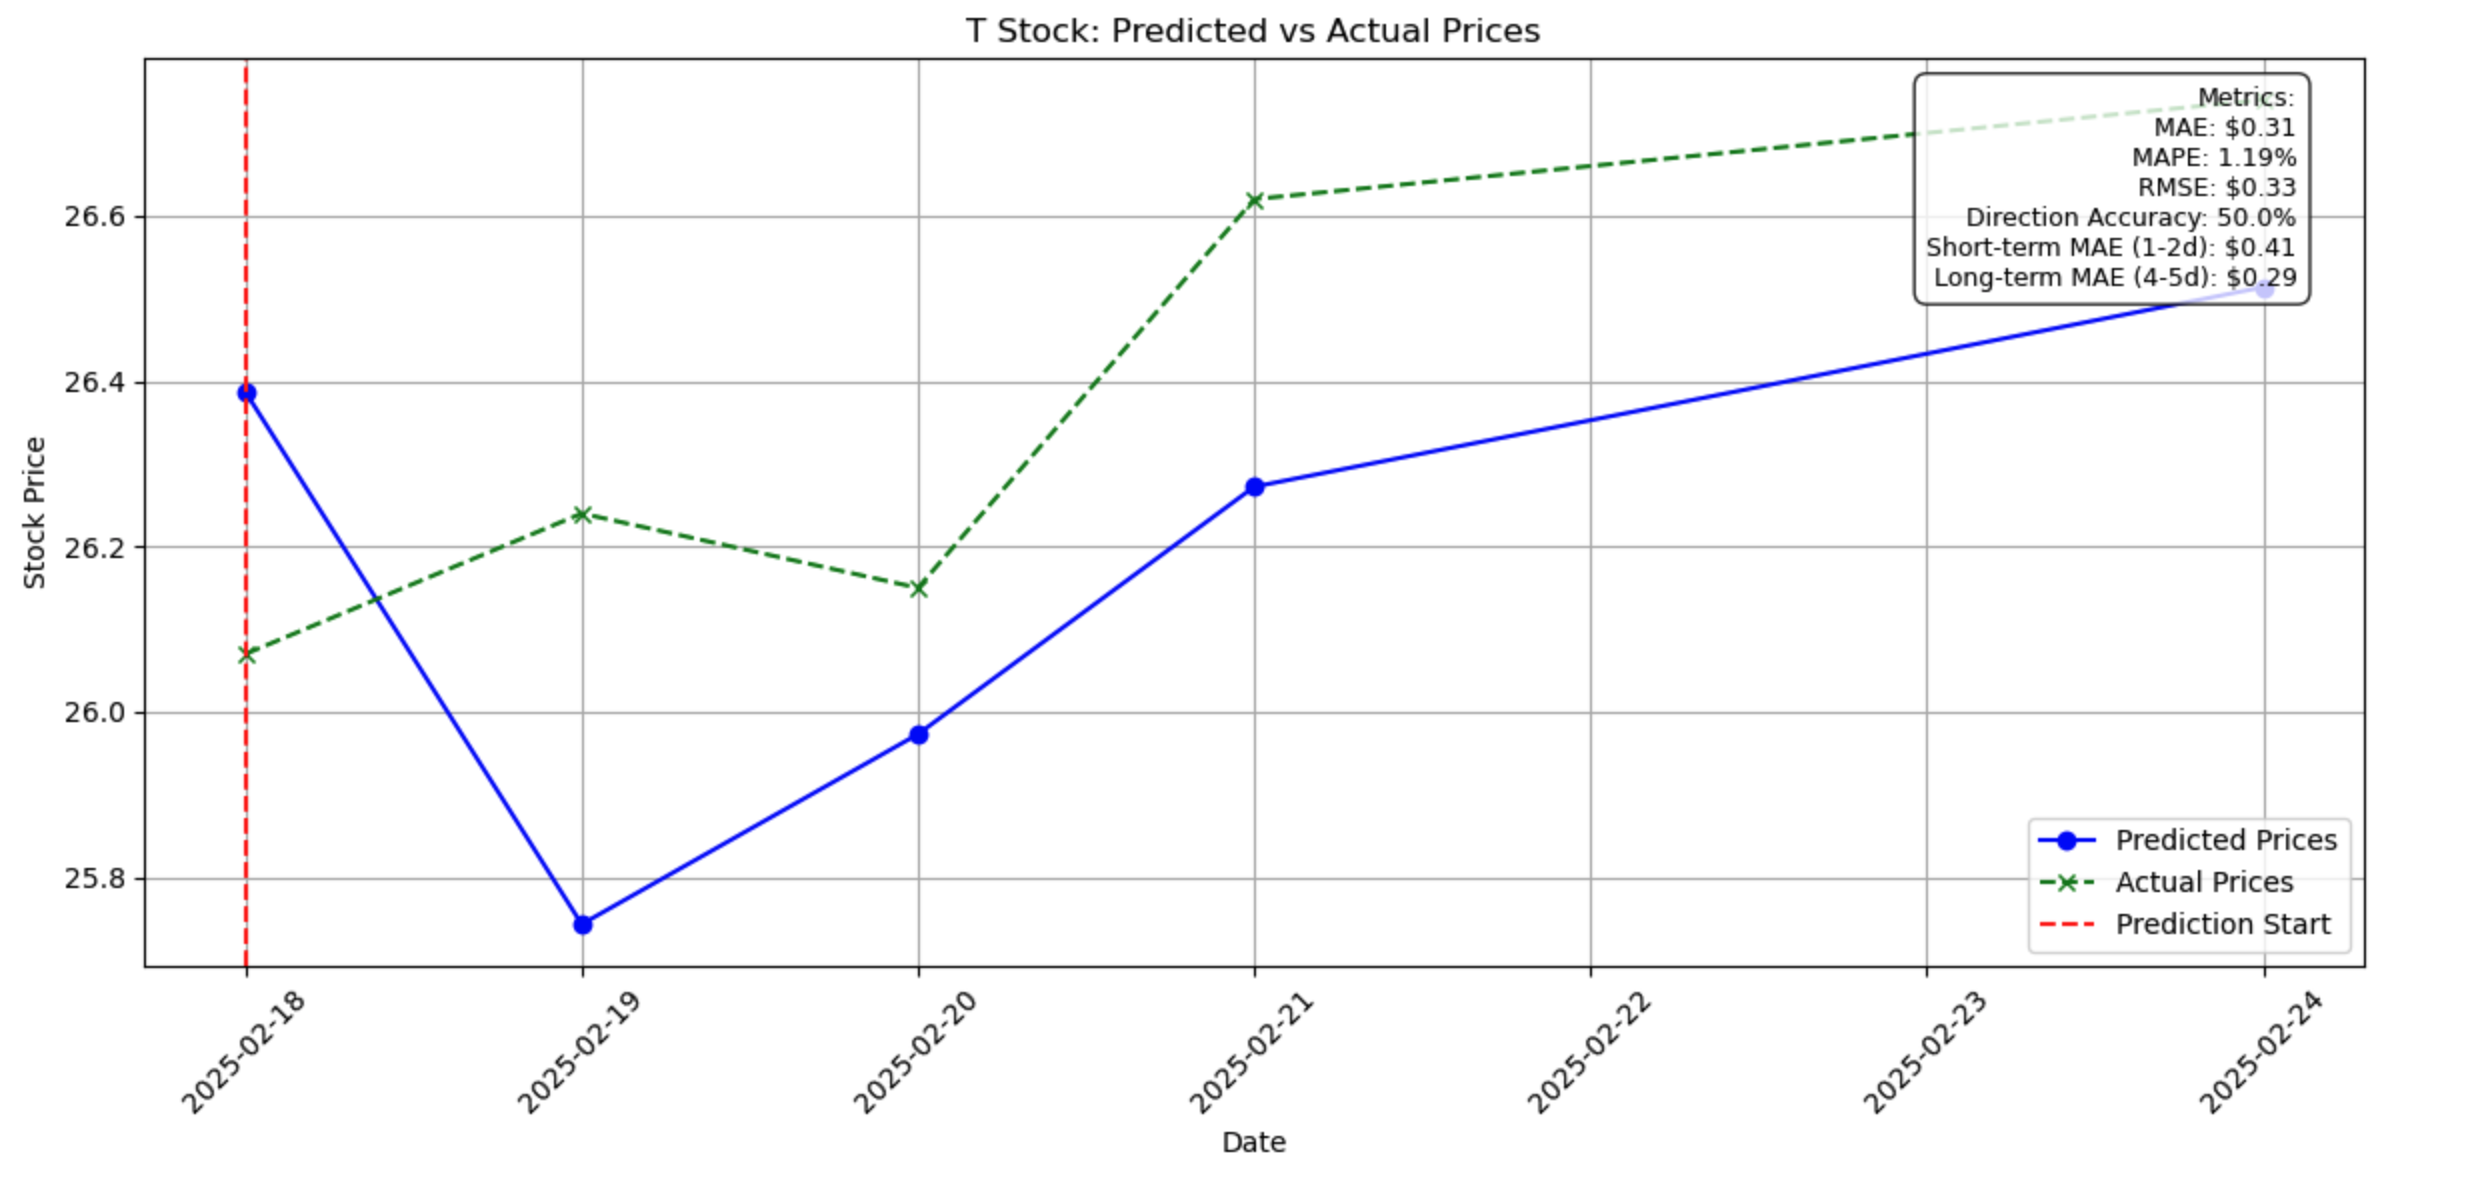 T Stock: Predicted vs Actual Prices
Metrics:
MAE: $0.31
MAPE: 1.19%
RMSE: $0.33
Direction Accuracy: 50.0%
Short-term MAE (1-2d): $0.41
Long-term MAE (4-5d): $0.29
26.6
26.4
26.2
26.0
25.8
Stock Price
Predicted Prices
Actual Prices
Prediction Start
2025-02-18
2025-02-19
2025-02-20
2025-02-21
2025-02-22
2025-02-23
2025-02-24
Date